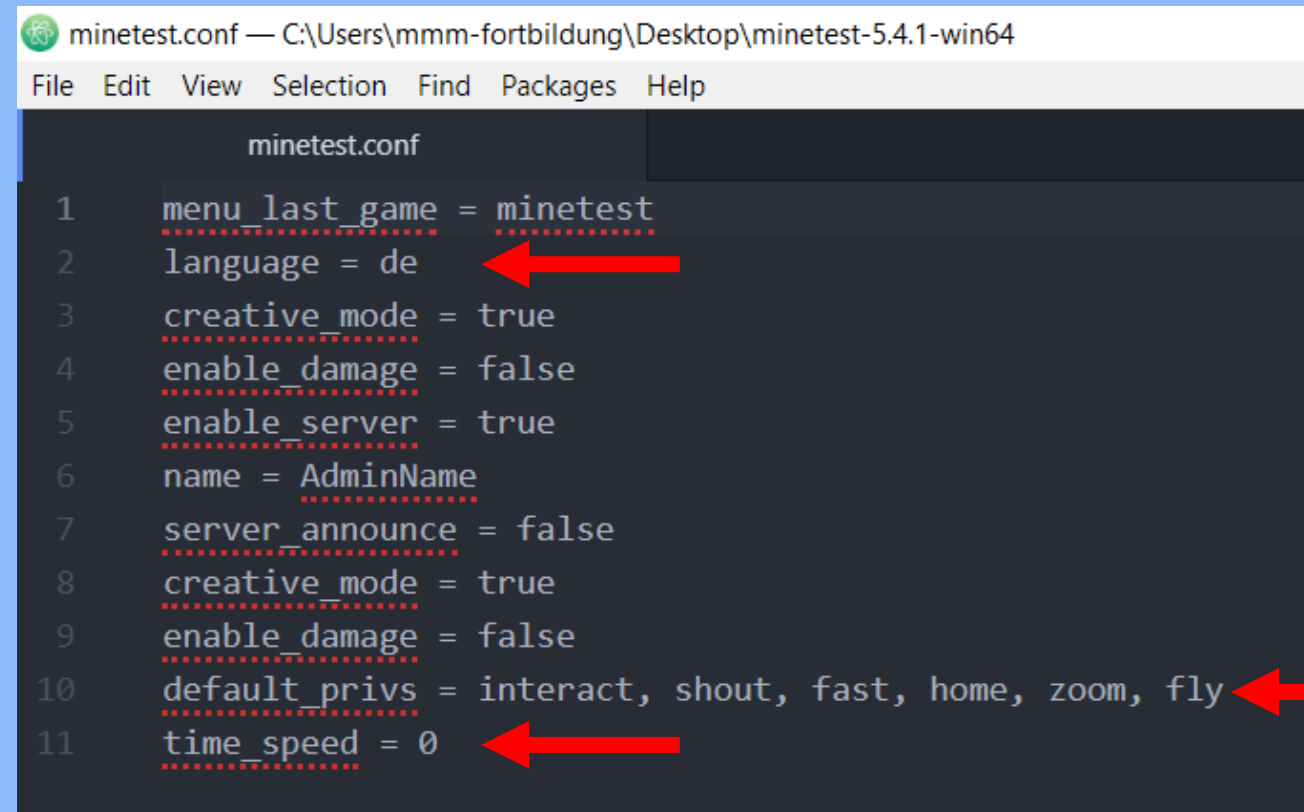 minetest.conf — C:\Users\mmm-fortbildung\Desktop\minetest-5.4.1-win64
File Edit View Selection Find Packages Help
minetest.conf
1 menu_last_game = minetest
2 language = de
3 creative_mode = true
4 enable_damage = false
5 enable_server = true
6 name = AdminName
7 server_announce = false
8 creative_mode = true
9 enable_damage = false
10 default_privs = interact, shout, fast, home, zoom, fly
11 time_speed = 0